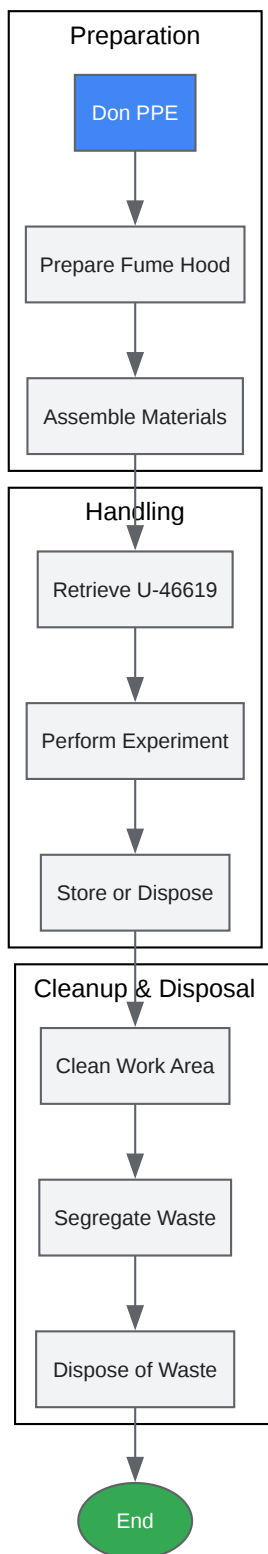 Preparation
Don PPE
Prepare Fume Hood
Assemble Materials
Handling
Retrieve U-46619
Perform Experiment
Store or Dispose
Cleanup & Disposal
Clean Work Area
Segregate Waste
Dispose of Waste
End